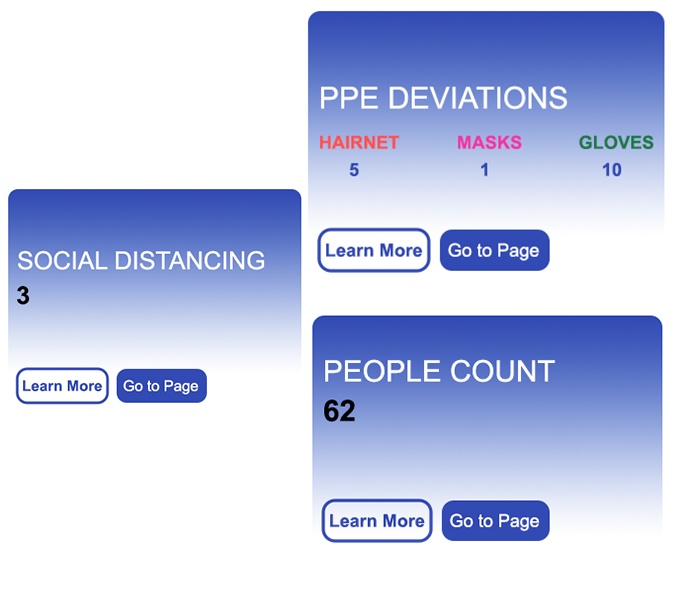 PPE DEVIATIONS
HAIRNET MASKS GLOVES
5 1 10
Learn More Go to Page
SOCIAL DISTANCING
3
Learn More Go to Page
PEOPLE COUNT
62
Learn More Go to Page